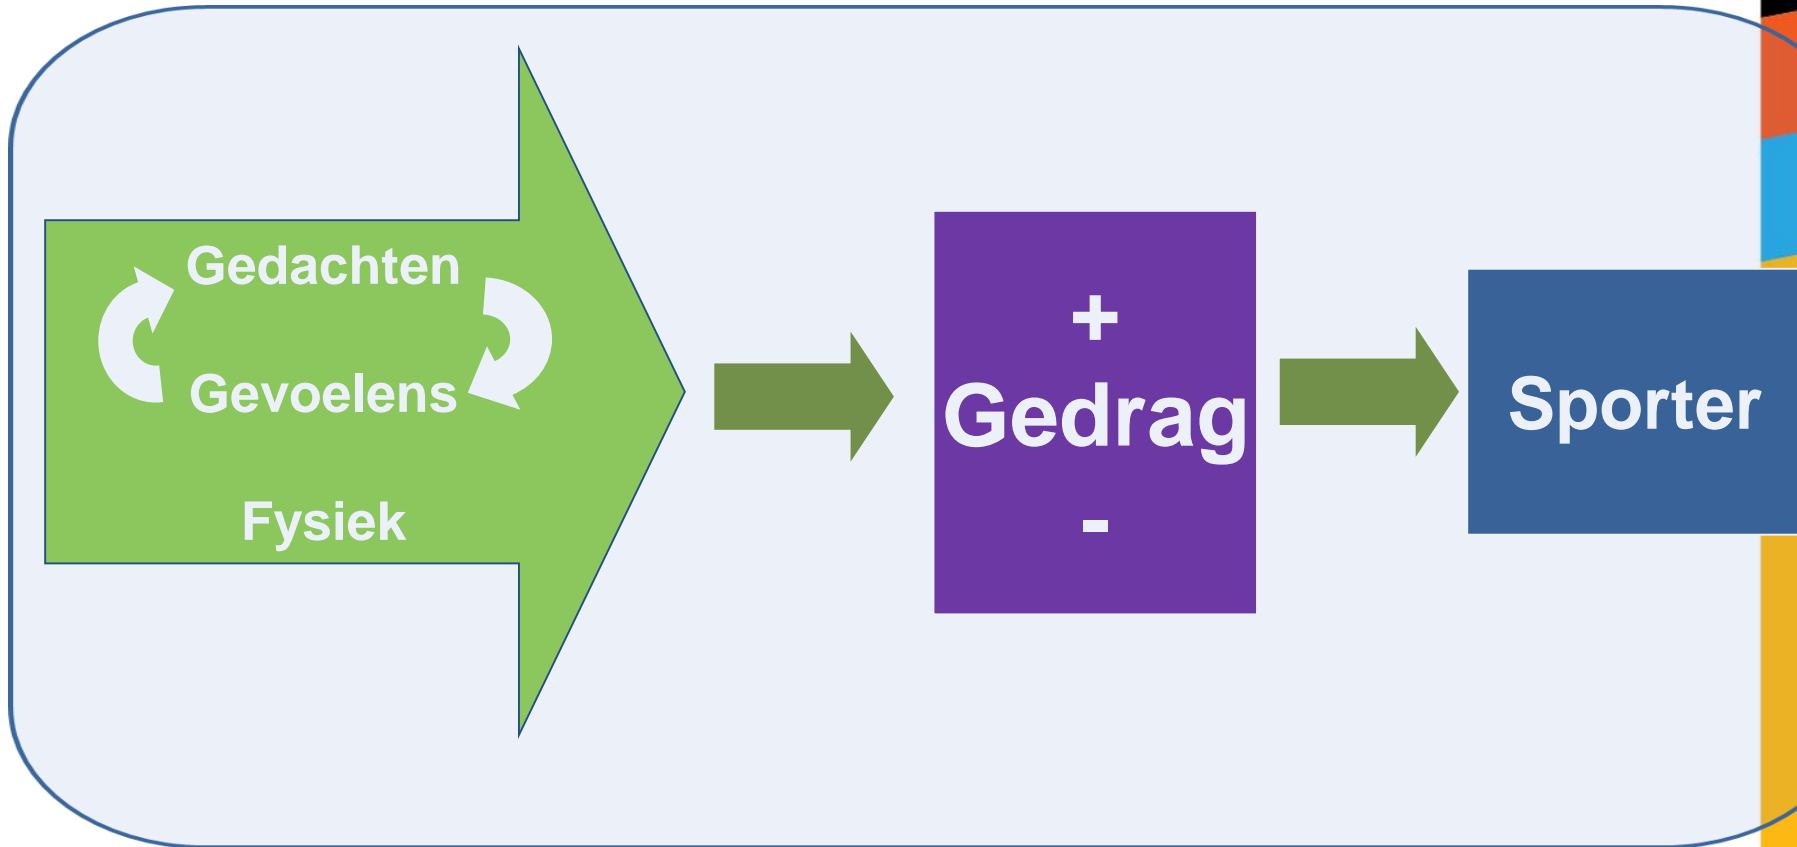 Gedachten
Gevoelens
Fysiek
+
Gedrag
-
Sporter